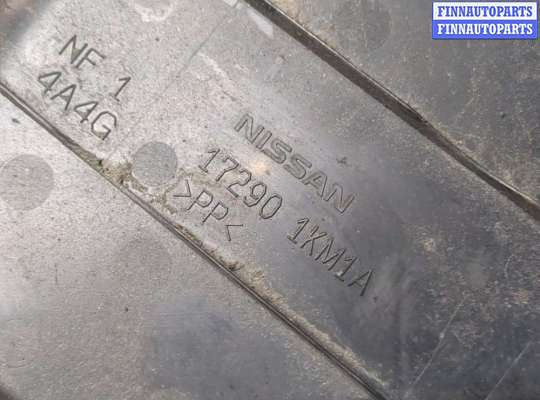 FINNAUTOPARTS
FINNAUTOPARTS
NF 1
4A4G
NISSAN
17290 1KM1A
>PP<